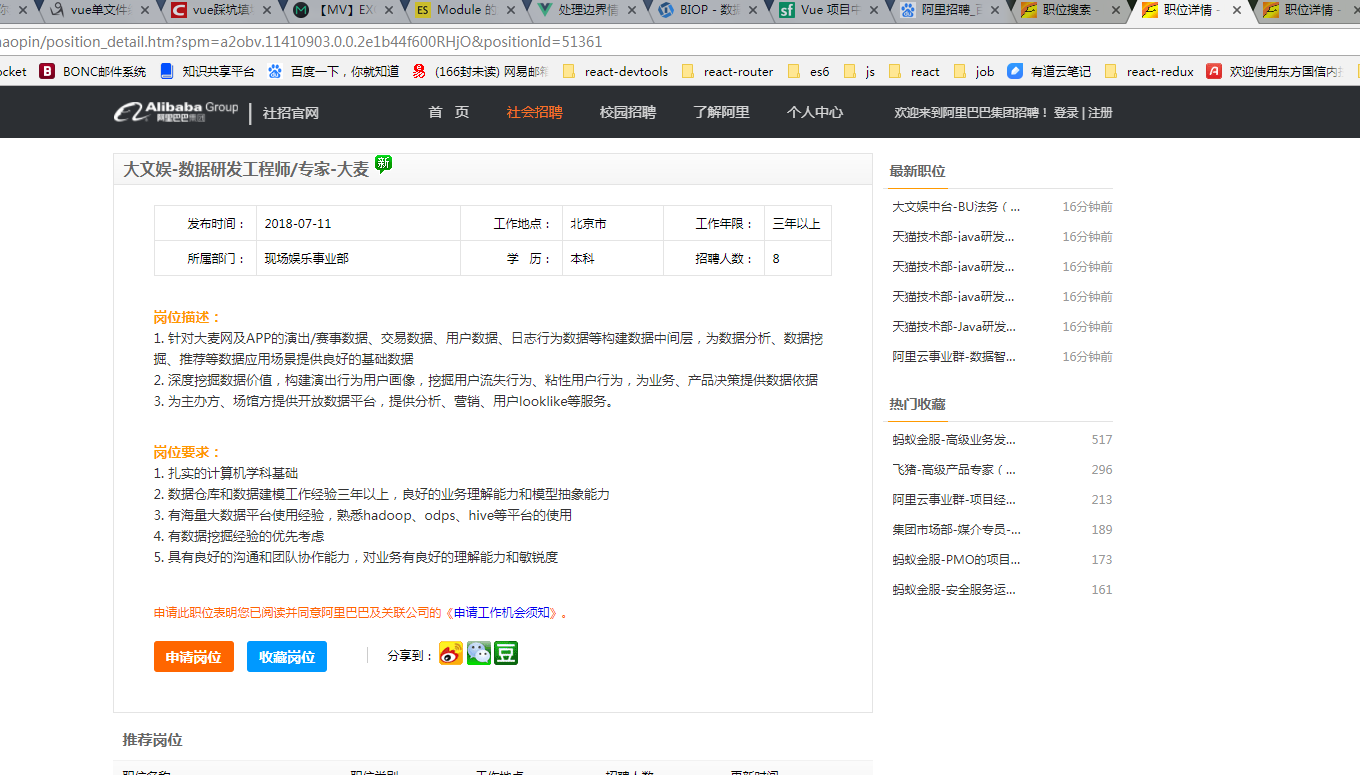 你 vue单文件 vue踩坑填 【MV】EX Module 的 处理边界情 BIOP - 数据 Vue 项目中 阿里招聘_百 职位搜索 - 职位详情 - 职位详情 -
aopin/position_detail.htm?spm=a2obv.11410903.0.0.2e1b44f600RHjO&positionId=51361
ocket BONC邮件系统 知识共享平台 百度一下，你就知道 (166封未读) 网易邮箱 react-devtools react-router es6 js react job 有道云笔记 react-redux 欢迎使用东方国信内
Alibaba Group 阿里巴巴集团 | 社招官网 首 页 社会招聘 校园招聘 了解阿里 个人中心 欢迎来到阿里巴巴集团招聘！ 登录 | 注册
大文娱-数据研发工程师/专家-大麦 新
发布时间： 2018-07-11 工作地点： 北京市 工作年限： 三年以上
所属部门： 现场娱乐事业部 学 历： 本科 招聘人数： 8
岗位描述：
1. 针对大麦网及APP的演出/赛事数据、交易数据、用户数据、日志行为数据等构建数据中间层，为数据分析、数据挖
掘、推荐等数据应用场景提供良好的基础数据
2. 深度挖掘数据价值，构建演出行为用户画像，挖掘用户流失行为、粘性用户行为，为业务、产品决策提供数据依据
3. 为主办方、场馆方提供开放数据平台，提供分析、营销、用户looklike等服务。
岗位要求：
1. 扎实的计算机学科基础
2. 数据仓库和数据建模工作经验三年以上，良好的业务理解能力和模型抽象能力
3. 有海量大数据平台使用经验，熟悉hadoop、odps、hive等平台的使用
4. 有数据挖掘经验的优先考虑
5. 具有良好的沟通和团队协作能力，对业务有良好的理解能力和敏锐度
申请此职位表明您已阅读并同意阿里巴巴及关联公司的《申请工作机会须知》。
申请岗位 收藏岗位 分享到： 豆
推荐岗位
职位名称 职位类别 工作地点 招聘人数 更新时间
最新职位
大文娱中台-BU法务（... 16分钟前
天猫技术部-java研发... 16分钟前
天猫技术部-java研发... 16分钟前
天猫技术部-java研发... 16分钟前
天猫技术部-Java研发... 16分钟前
阿里云事业群-数据智... 16分钟前
热门收藏
蚂蚁金服-高级业务发... 517
飞猪-高级产品专家（... 296
阿里云事业群-项目经... 213
集团市场部-媒介专员-... 189
蚂蚁金服-PMO的项目... 173
蚂蚁金服-安全服务运... 161